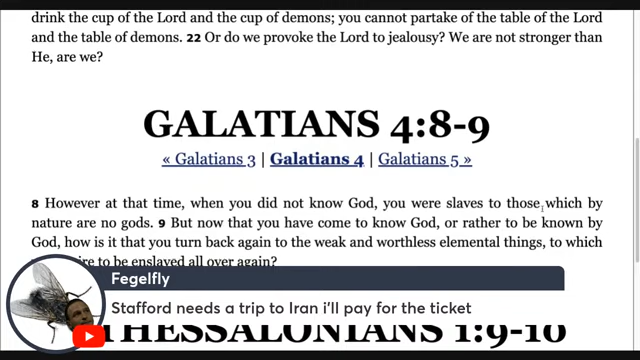 drink the cup of the Lord and the cup of demons; you cannot partake of the table of the Lord
and the table of demons. 22 Or do we provoke the Lord to jealousy? We are not stronger than
He, are we?
GALATIANS 4:8-9
« Galatians 3 | Galatians 4 | Galatians 5 »
8 However at that time, when you did not know God, you were slaves to those which by
nature are no gods. 9 But now that you have come to know God, or rather to be known by
God, how is it that you turn back again to the weak and worthless elemental things, to which
to be enslaved all over again?
Fegelfly
Stafford needs a trip to Iran i'll pay for the ticket
THESSALONIANS 1:9-10